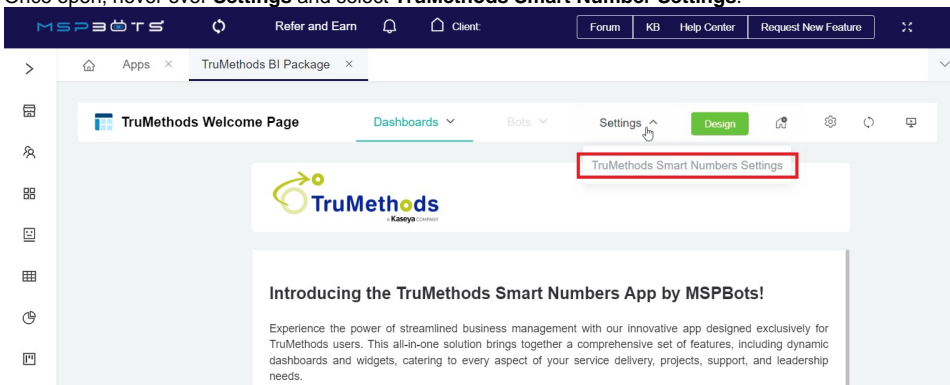 Once open, hover over Settings and select TruMethods Smart Number Settings.
MSPBOTS Refer and Earn Client: Forum KB Help Center Request New Feature
Apps × TruMethods BI Package ×
TruMethods Welcome Page Dashboards Bots Settings Design
TruMethods Smart Numbers Settings
TruMethods
A Kaseya COMPANY
Introducing the TruMethods Smart Numbers App by MSPBots!
Experience the power of streamlined business management with our innovative app designed exclusively for
TruMethods users. This all-in-one solution brings together a comprehensive set of features, including dynamic
dashboards and widgets, catering to every aspect of your service delivery, projects, support, and leadership
needs.